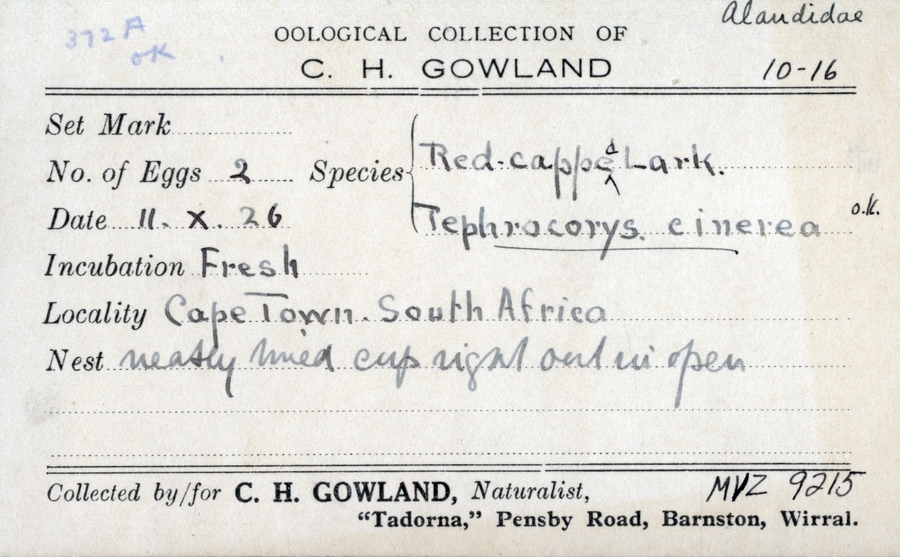 Alaudidae
372A
OK
OOLOGICAL COLLECTION OF
C. H. GOWLAND
10-16
Set Mark
No. of Eggs 2 Species Red-capped Lark.
Date 11. X. 26 Tephrocorys. cinerea o.k.
Incubation Fresh
Locality Cape Town. South Africa
Nest neatly lined cup right out in open
Collected by/for C. H. GOWLAND, Naturalist,
MVZ 9215
"Tadorna," Pensby Road, Barnston, Wirral.